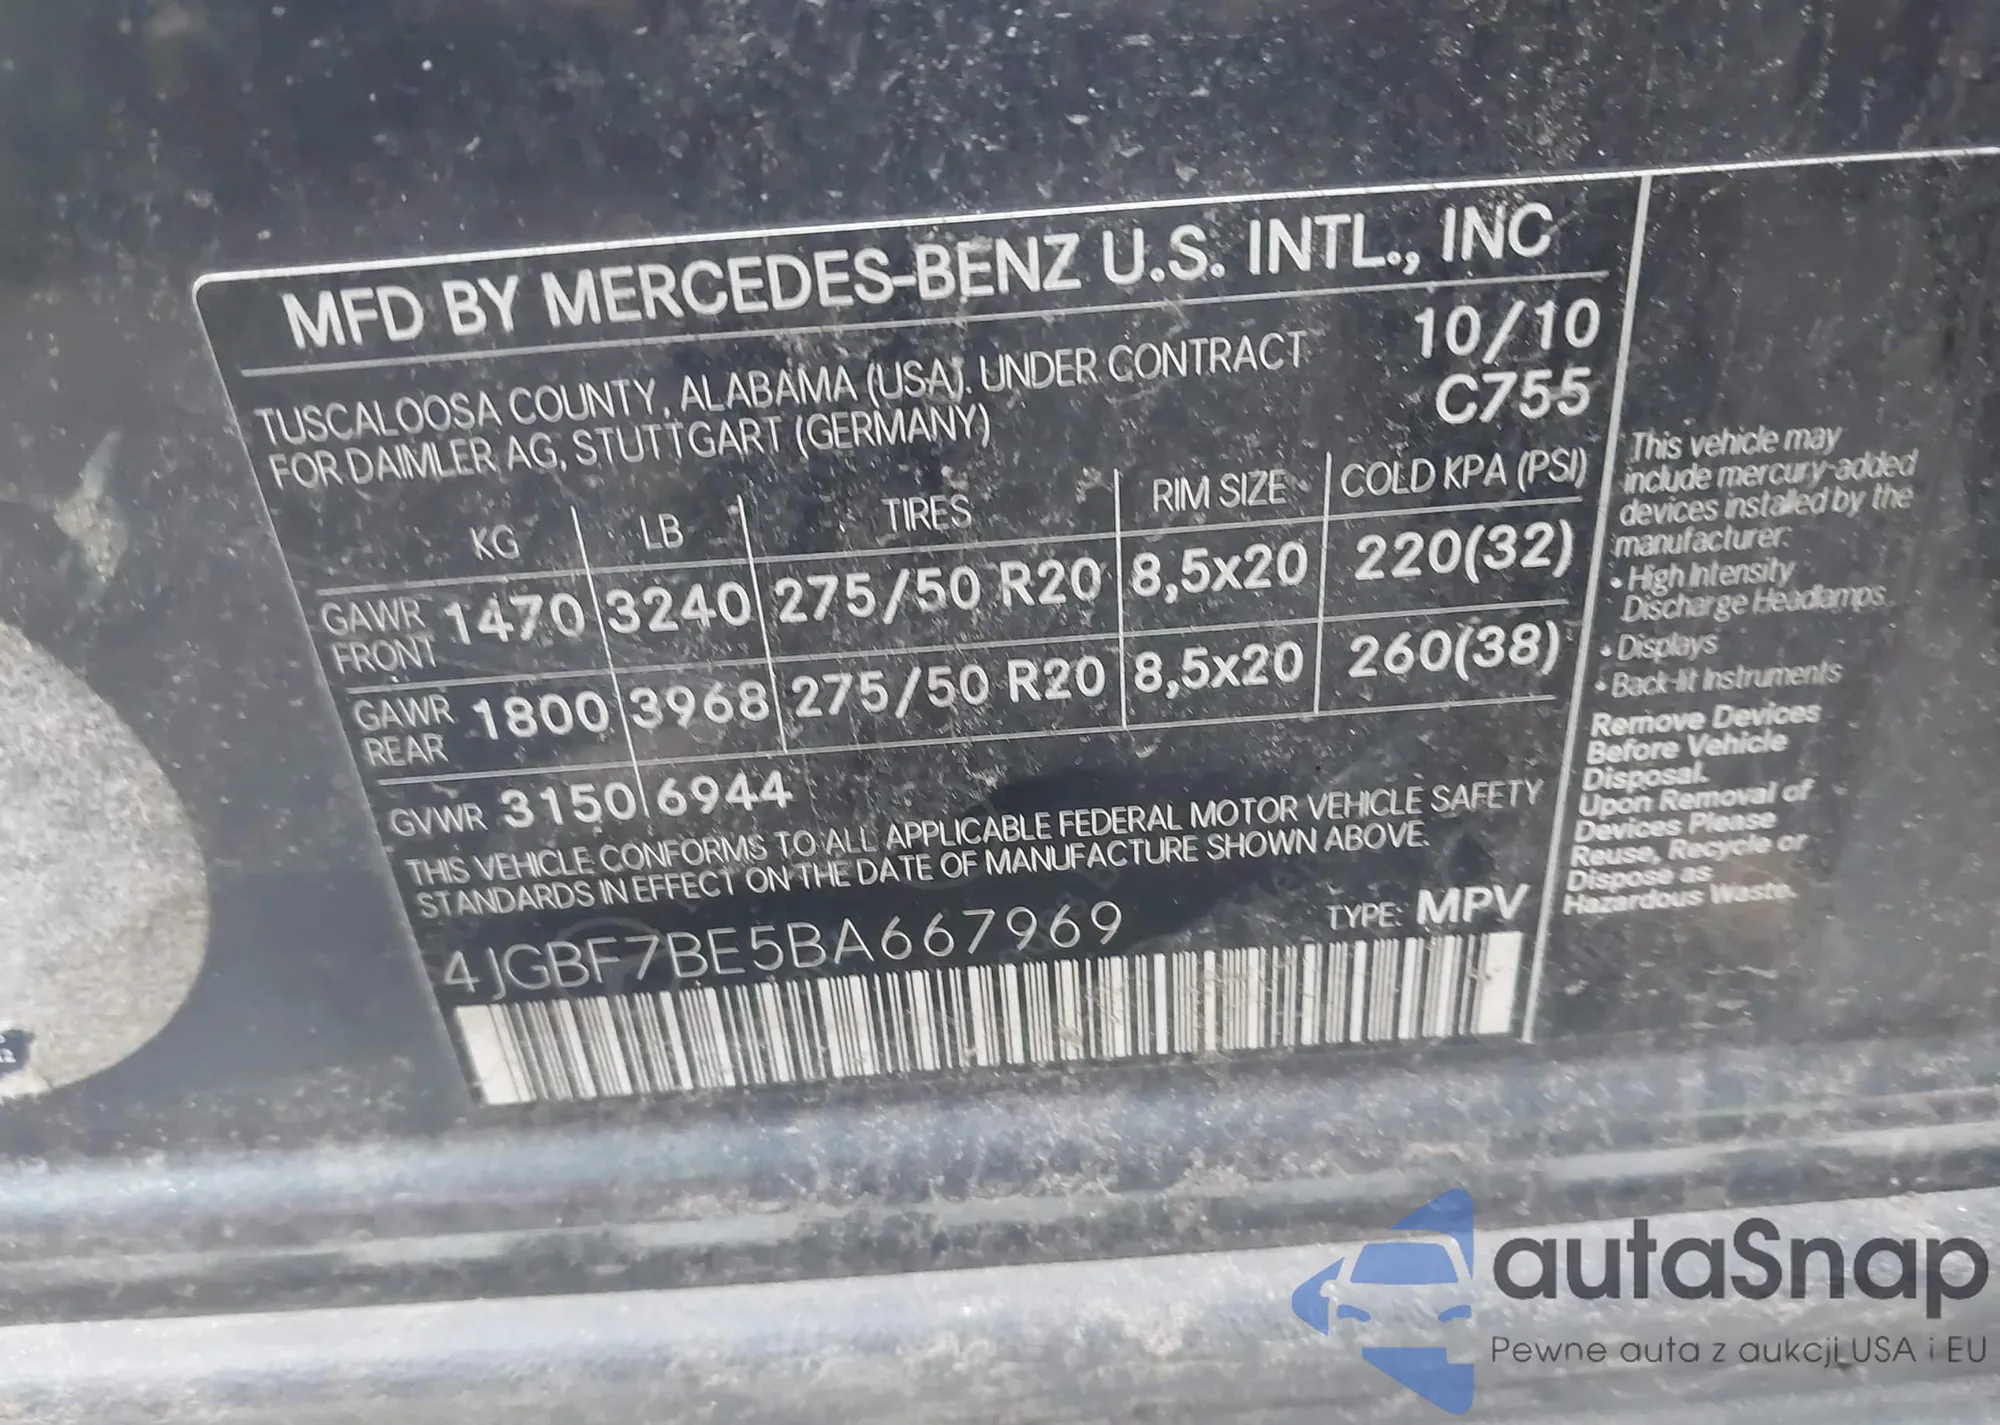 MFD BY MERCEDES-BENZ U.S. INTL., INC
TUSCALOOSA COUNTY, ALABAMA (USA). UNDER CONTRACT
FOR DAIMLER AG, STUTTGART (GERMANY)
10/10
C755
KG LB TIRES RIM SIZE COLD KPA (PSI)
GAWR FRONT 1470 3240 275/50 R20 8,5x20 220(32)
GAWR REAR 1800 3968 275/50 R20 8,5x20 260(38)
GVWR 3150 6944
THIS VEHICLE CONFORMS TO ALL APPLICABLE FEDERAL MOTOR VEHICLE SAFETY
STANDARDS IN EFFECT ON THE DATE OF MANUFACTURE SHOWN ABOVE.
4JGBF7BE5BA667969
TYPE: MPV
This vehicle may
include mercury-added
devices installed by the
manufacturer:
• High Intensity
Discharge Headlamps
• Displays
• Back-lit Instruments
Remove Devices
Before Vehicle
Disposal.
Upon Removal of
Devices Please
Reuse, Recycle or
Dispose as
Hazardous Waste.
autaSnap
Pewne auta z aukcji USA i EU